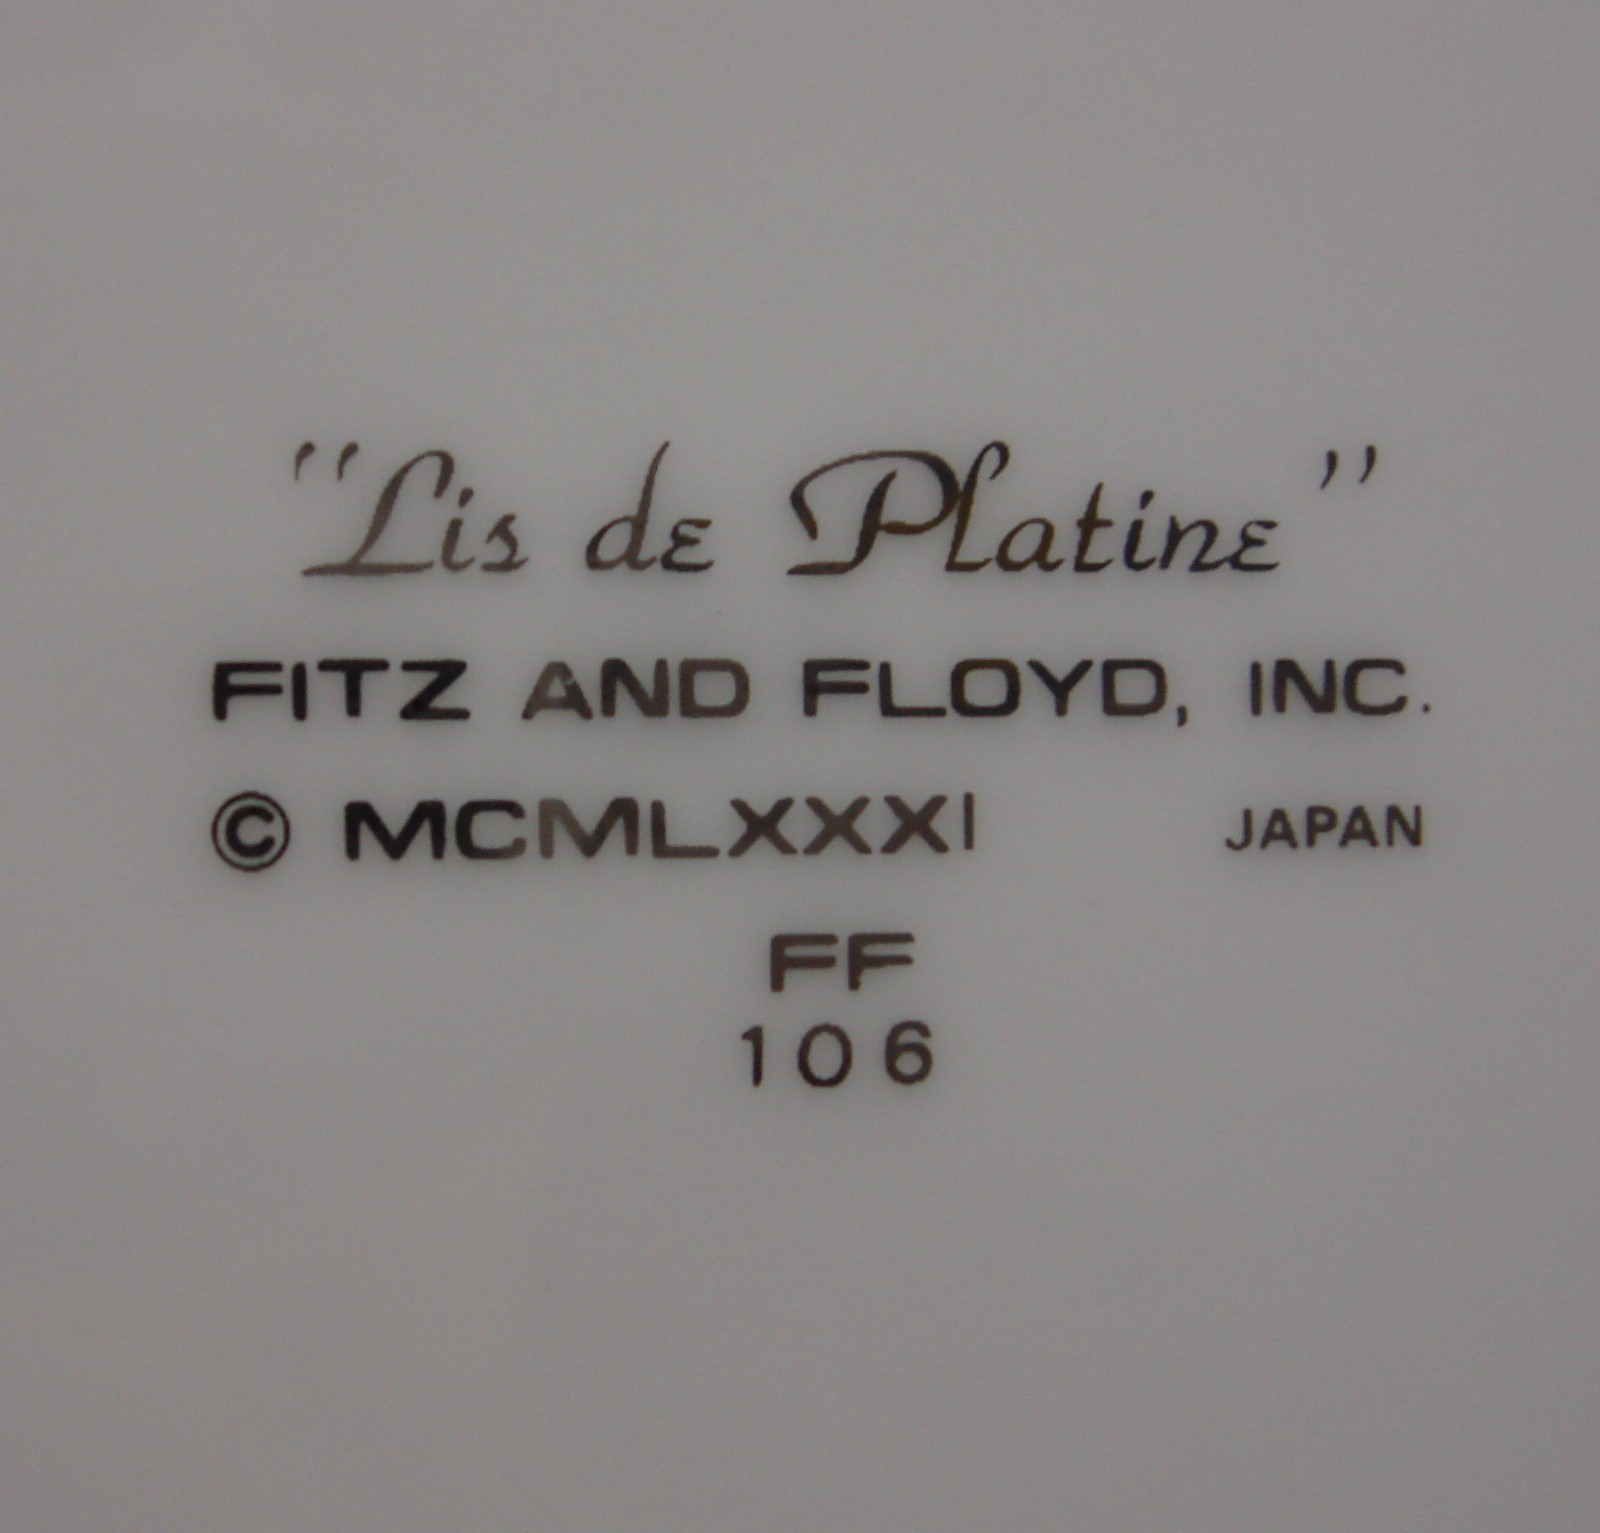 "Lis de Platine"
FITZ AND FLOYD, INC.
© MCMLXXXI JAPAN
FF
106